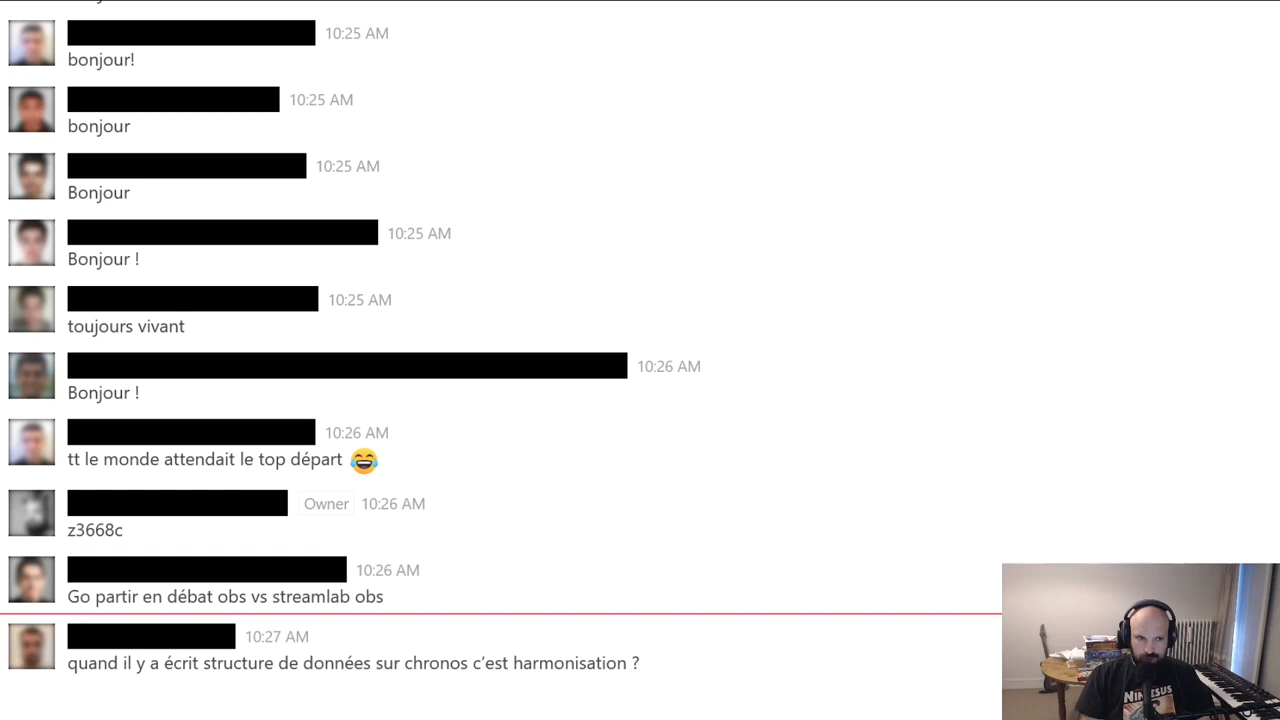 10:25 AM
bonjour!
10:25 AM
bonjour
10:25 AM
Bonjour
10:25 AM
Bonjour !
10:25 AM
toujours vivant
10:26 AM
Bonjour !
10:26 AM
tt le monde attendait le top départ 😂
Owner 10:26 AM
z3668c
10:26 AM
Go partir en débat obs vs streamlab obs
10:27 AM
quand il y a écrit structure de données sur chronos c’est harmonisation ?